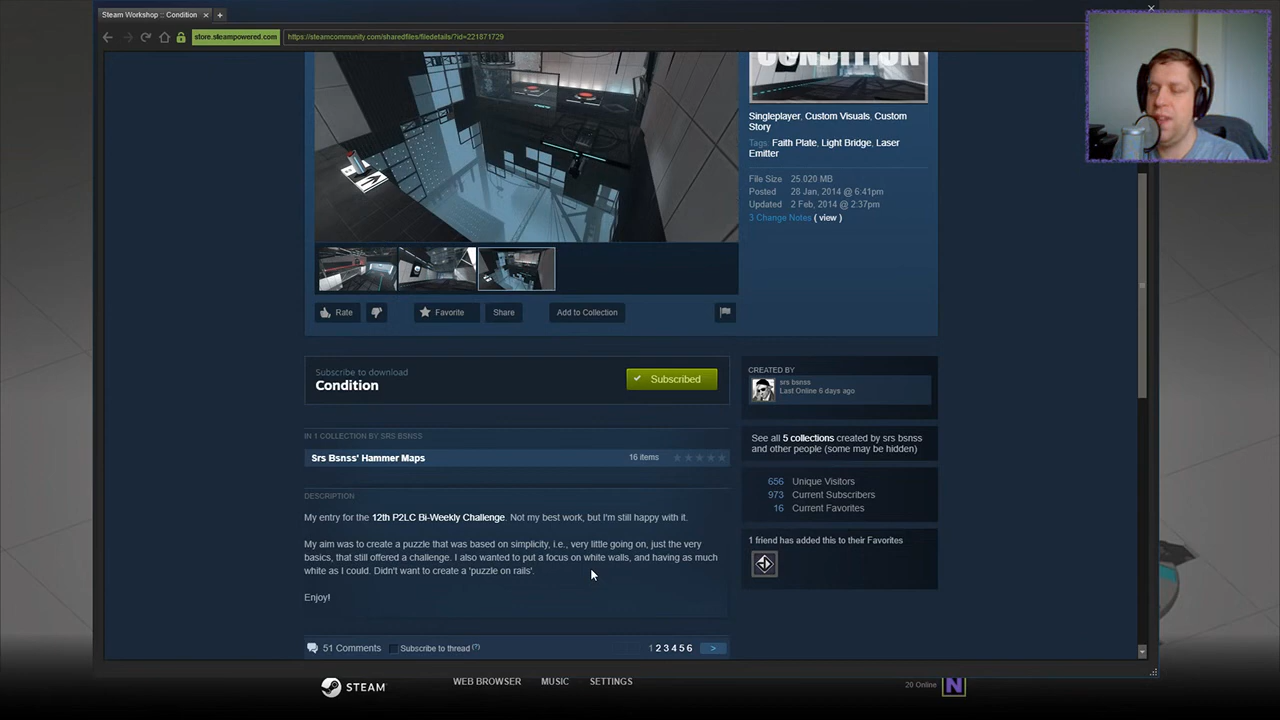 Steam Workshop :: Condition
store.steampowered.com
https://steamcommunity.com/sharedfiles/filedetails/?id=221871729
CONDITION
Singleplayer, Custom Visuals, Custom
Story
Tags: Faith Plate, Light Bridge, Laser
Emitter
File Size 25.020 MB
Posted 28 Jan, 2014 @ 6:41pm
Updated 2 Feb, 2014 @ 2:37pm
3 Change Notes ( view )
Rate
Favorite
Share
Add to Collection
Subscribe to download
Condition
Subscribed
CREATED BY
srs bsnss
Last Online 6 days ago
IN 1 COLLECTION BY SRS BSNSS
Srs Bsnss' Hammer Maps 16 items
See all 5 collections created by srs bsnss
and other people (some may be hidden)
656 Unique Visitors
973 Current Subscribers
16 Current Favorites
1 friend has added this to their Favorites
DESCRIPTION
My entry for the 12th P2LC Bi-Weekly Challenge. Not my best work, but I'm still happy with it.
My aim was to create a puzzle that was based on simplicity, i.e., very little going on, just the very
basics, that still offered a challenge. I also wanted to put a focus on white walls, and having as much
white as I could. Didn't want to create a 'puzzle on rails'.
Enjoy!
51 Comments Subscribe to thread (?) 1 2 3 4 5 6 >
STEAM
WEB BROWSER MUSIC SETTINGS
20 Online N